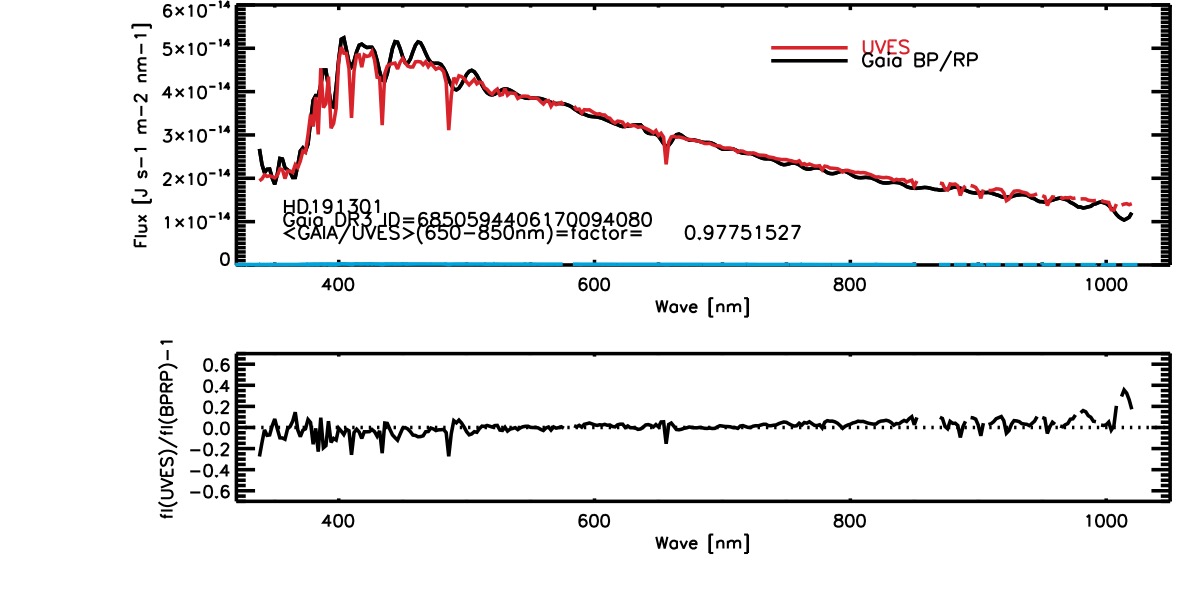 6×10−14
5×10−14
4×10−14
3×10−14
2×10−14
1×10−14
0
Flux [J s−1 m−2 nm−1]
UVES
Gaia BP/RP
HD191301
Gaia DR3 ID=6850594406170094080
<GAIA/UVES>(650−850nm)=factor= 0.97751527
400 600 800 1000
Wave [nm]
fl(UVES)/fl(BPRP)−1
0.6
0.4
0.2
0.0
−0.2
−0.4
−0.6
400 600 800 1000
Wave [nm]